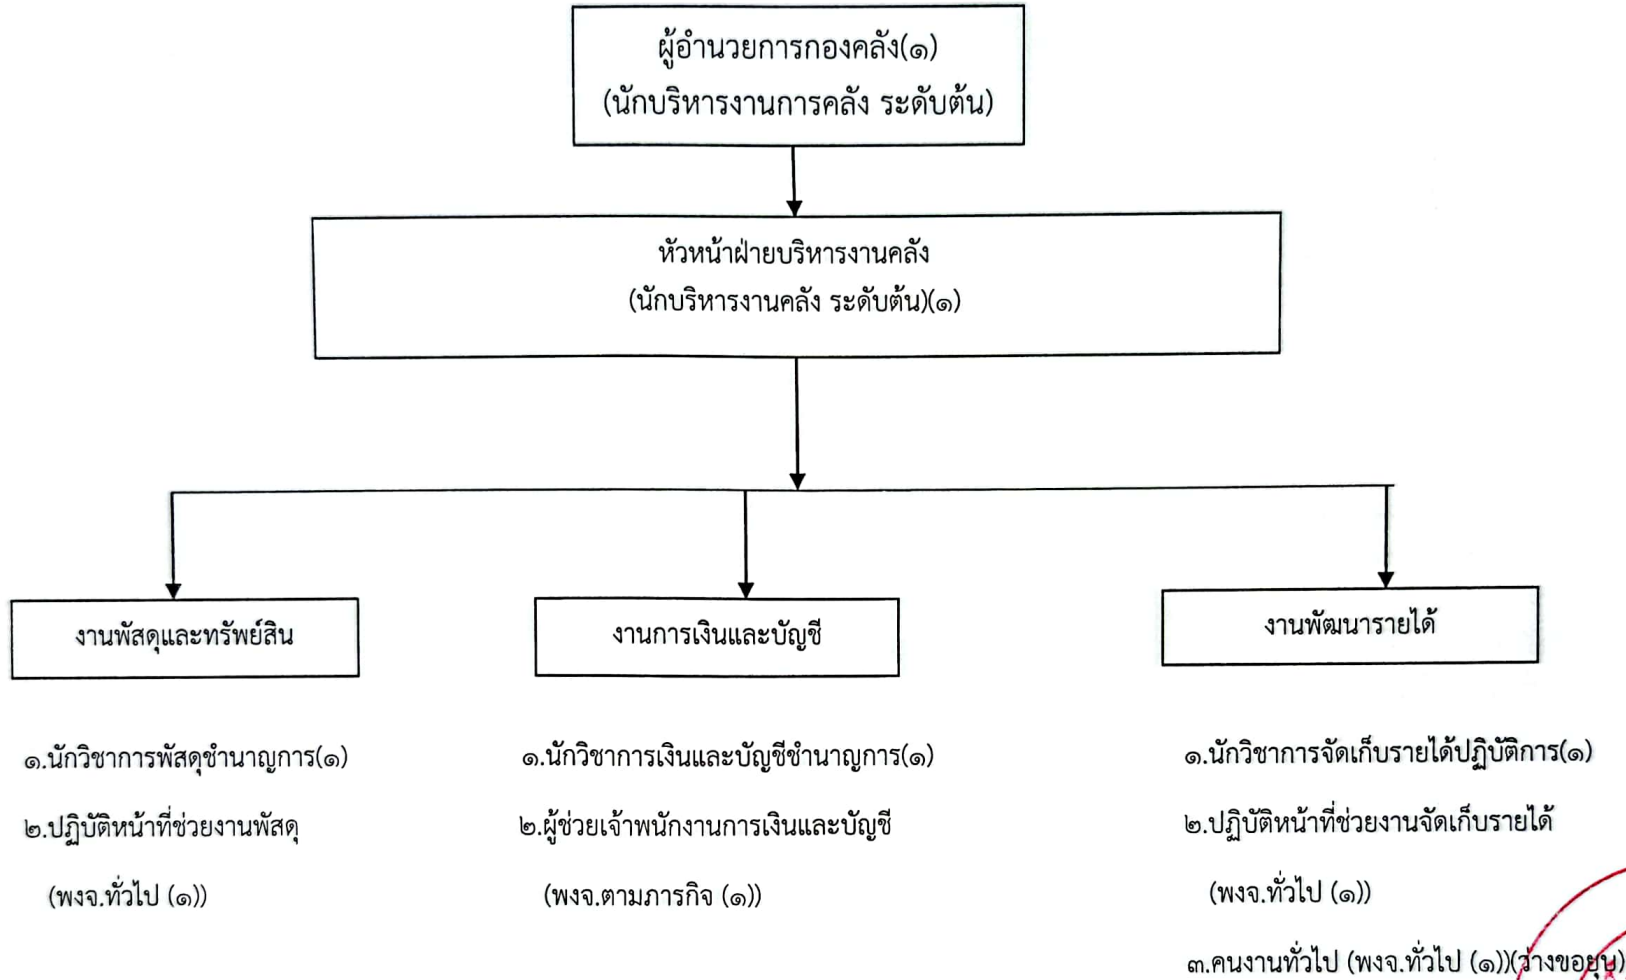 ผู้อำนวยการกองคลัง(๑)
(นักบริหารงานการคลัง ระดับต้น)
หัวหน้าฝ่ายบริหารงานคลัง
(นักบริหารงานคลัง ระดับต้น)(๑)
งานพัสดุและทรัพย์สิน
งานการเงินและบัญชี
งานพัฒนารายได้
๑.นักวิชาการพัสดุชำนาญการ(๑)
๒.ปฏิบัติหน้าที่ช่วยงานพัสดุ
(พงจ.ทั่วไป (๑))
๑.นักวิชาการเงินและบัญชีชำนาญการ(๑)
๒.ผู้ช่วยเจ้าพนักงานการเงินและบัญชี
(พงจ.ตามภารกิจ (๑))
๑.นักวิชาการจัดเก็บรายได้ปฏิบัติการ(๑)
๒.ปฏิบัติหน้าที่ช่วยงานจัดเก็บรายได้
(พงจ.ทั่วไป (๑))
๓.คนงานทั่วไป (พงจ.ทั่วไป (๑))(ว่างขอยุบ)